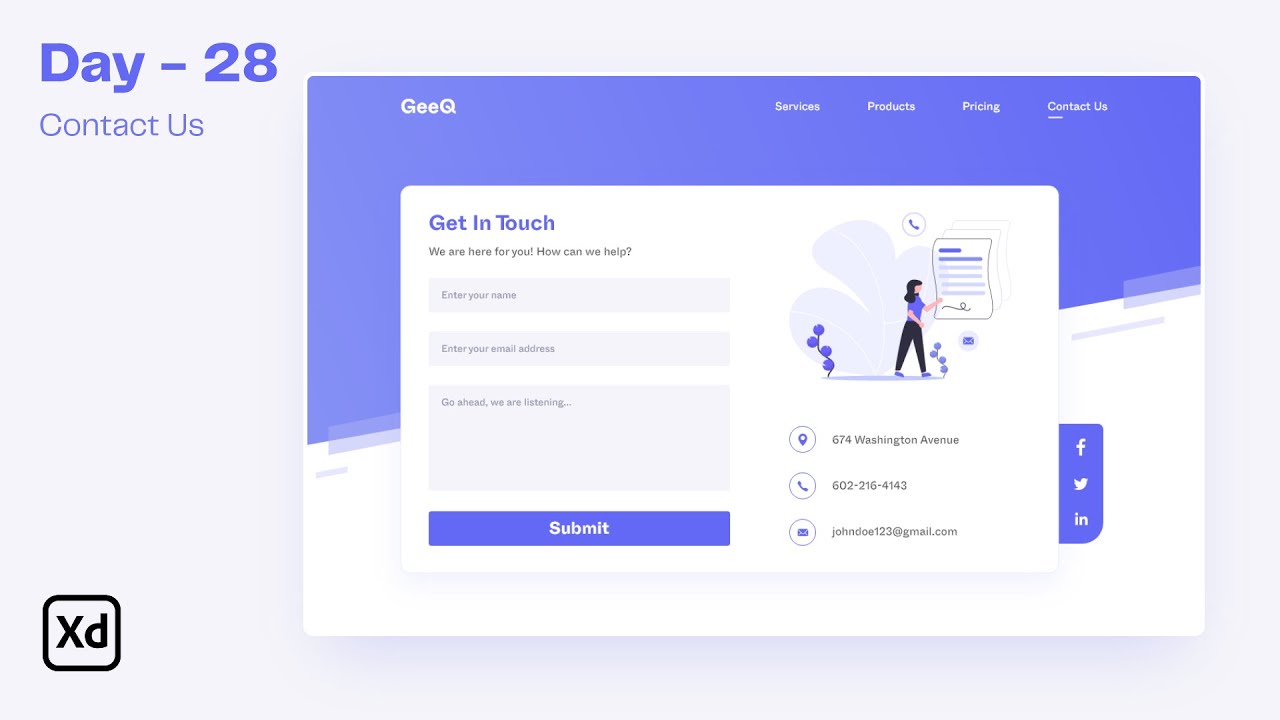 Day - 28
Contact Us
GeeQ
Services
Products
Pricing
Contact Us
Get In Touch
We are here for you! How can we help?
Enter your name
Enter your email address
Go ahead, we are listening...
Submit
674 Washington Avenue
602-216-4143
johndoe123@gmail.com
f
in
Xd